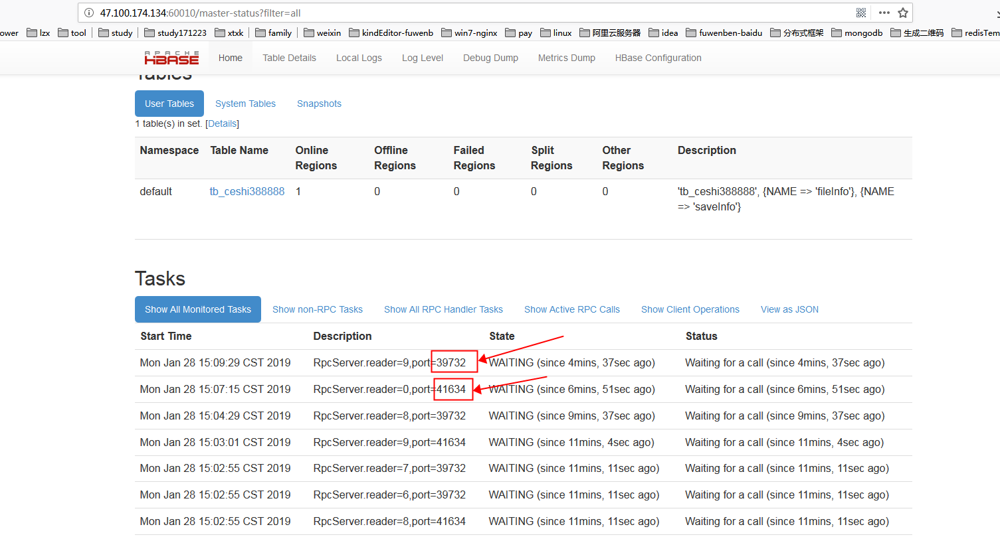 47.100.174.134:60010/master-status?filter=all
ower lzx tool study study171223 xtxk family weixin kindEditor-fuwenb win7-nginx pay linux 阿里云服务器 idea fuwenben-baidu 分布式框架 mongodb 生成二维码 redisTem
APACHE HBASE Home Table Details Local Logs Log Level Debug Dump Metrics Dump HBase Configuration
Tables
User Tables System Tables Snapshots
1 table(s) in set. [Details]
Namespace Table Name Online Regions Offline Regions Failed Regions Split Regions Other Regions Description
default tb_ceshi388888 1 0 0 0 0 'tb_ceshi388888', {NAME => 'fileInfo'}, {NAME
=> 'saveInfo'}
Tasks
Show All Monitored Tasks Show non-RPC Tasks Show All RPC Handler Tasks Show Active RPC Calls Show Client Operations View as JSON
Start Time Description State Status
Mon Jan 28 15:09:29 CST 2019 RpcServer.reader=9,port=39732 WAITING (since 4mins, 37sec ago) Waiting for a call (since 4mins, 37sec ago)
Mon Jan 28 15:07:15 CST 2019 RpcServer.reader=0,port=41634 WAITING (since 6mins, 51sec ago) Waiting for a call (since 6mins, 51sec ago)
Mon Jan 28 15:04:29 CST 2019 RpcServer.reader=8,port=39732 WAITING (since 9mins, 37sec ago) Waiting for a call (since 9mins, 37sec ago)
Mon Jan 28 15:03:01 CST 2019 RpcServer.reader=9,port=41634 WAITING (since 11mins, 4sec ago) Waiting for a call (since 11mins, 4sec ago)
Mon Jan 28 15:02:55 CST 2019 RpcServer.reader=7,port=39732 WAITING (since 11mins, 11sec ago) Waiting for a call (since 11mins, 11sec ago)
Mon Jan 28 15:02:55 CST 2019 RpcServer.reader=6,port=39732 WAITING (since 11mins, 11sec ago) Waiting for a call (since 11mins, 11sec ago)
Mon Jan 28 15:02:55 CST 2019 RpcServer.reader=8,port=41634 WAITING (since 11mins, 11sec ago) Waiting for a call (since 11mins, 11sec ago)